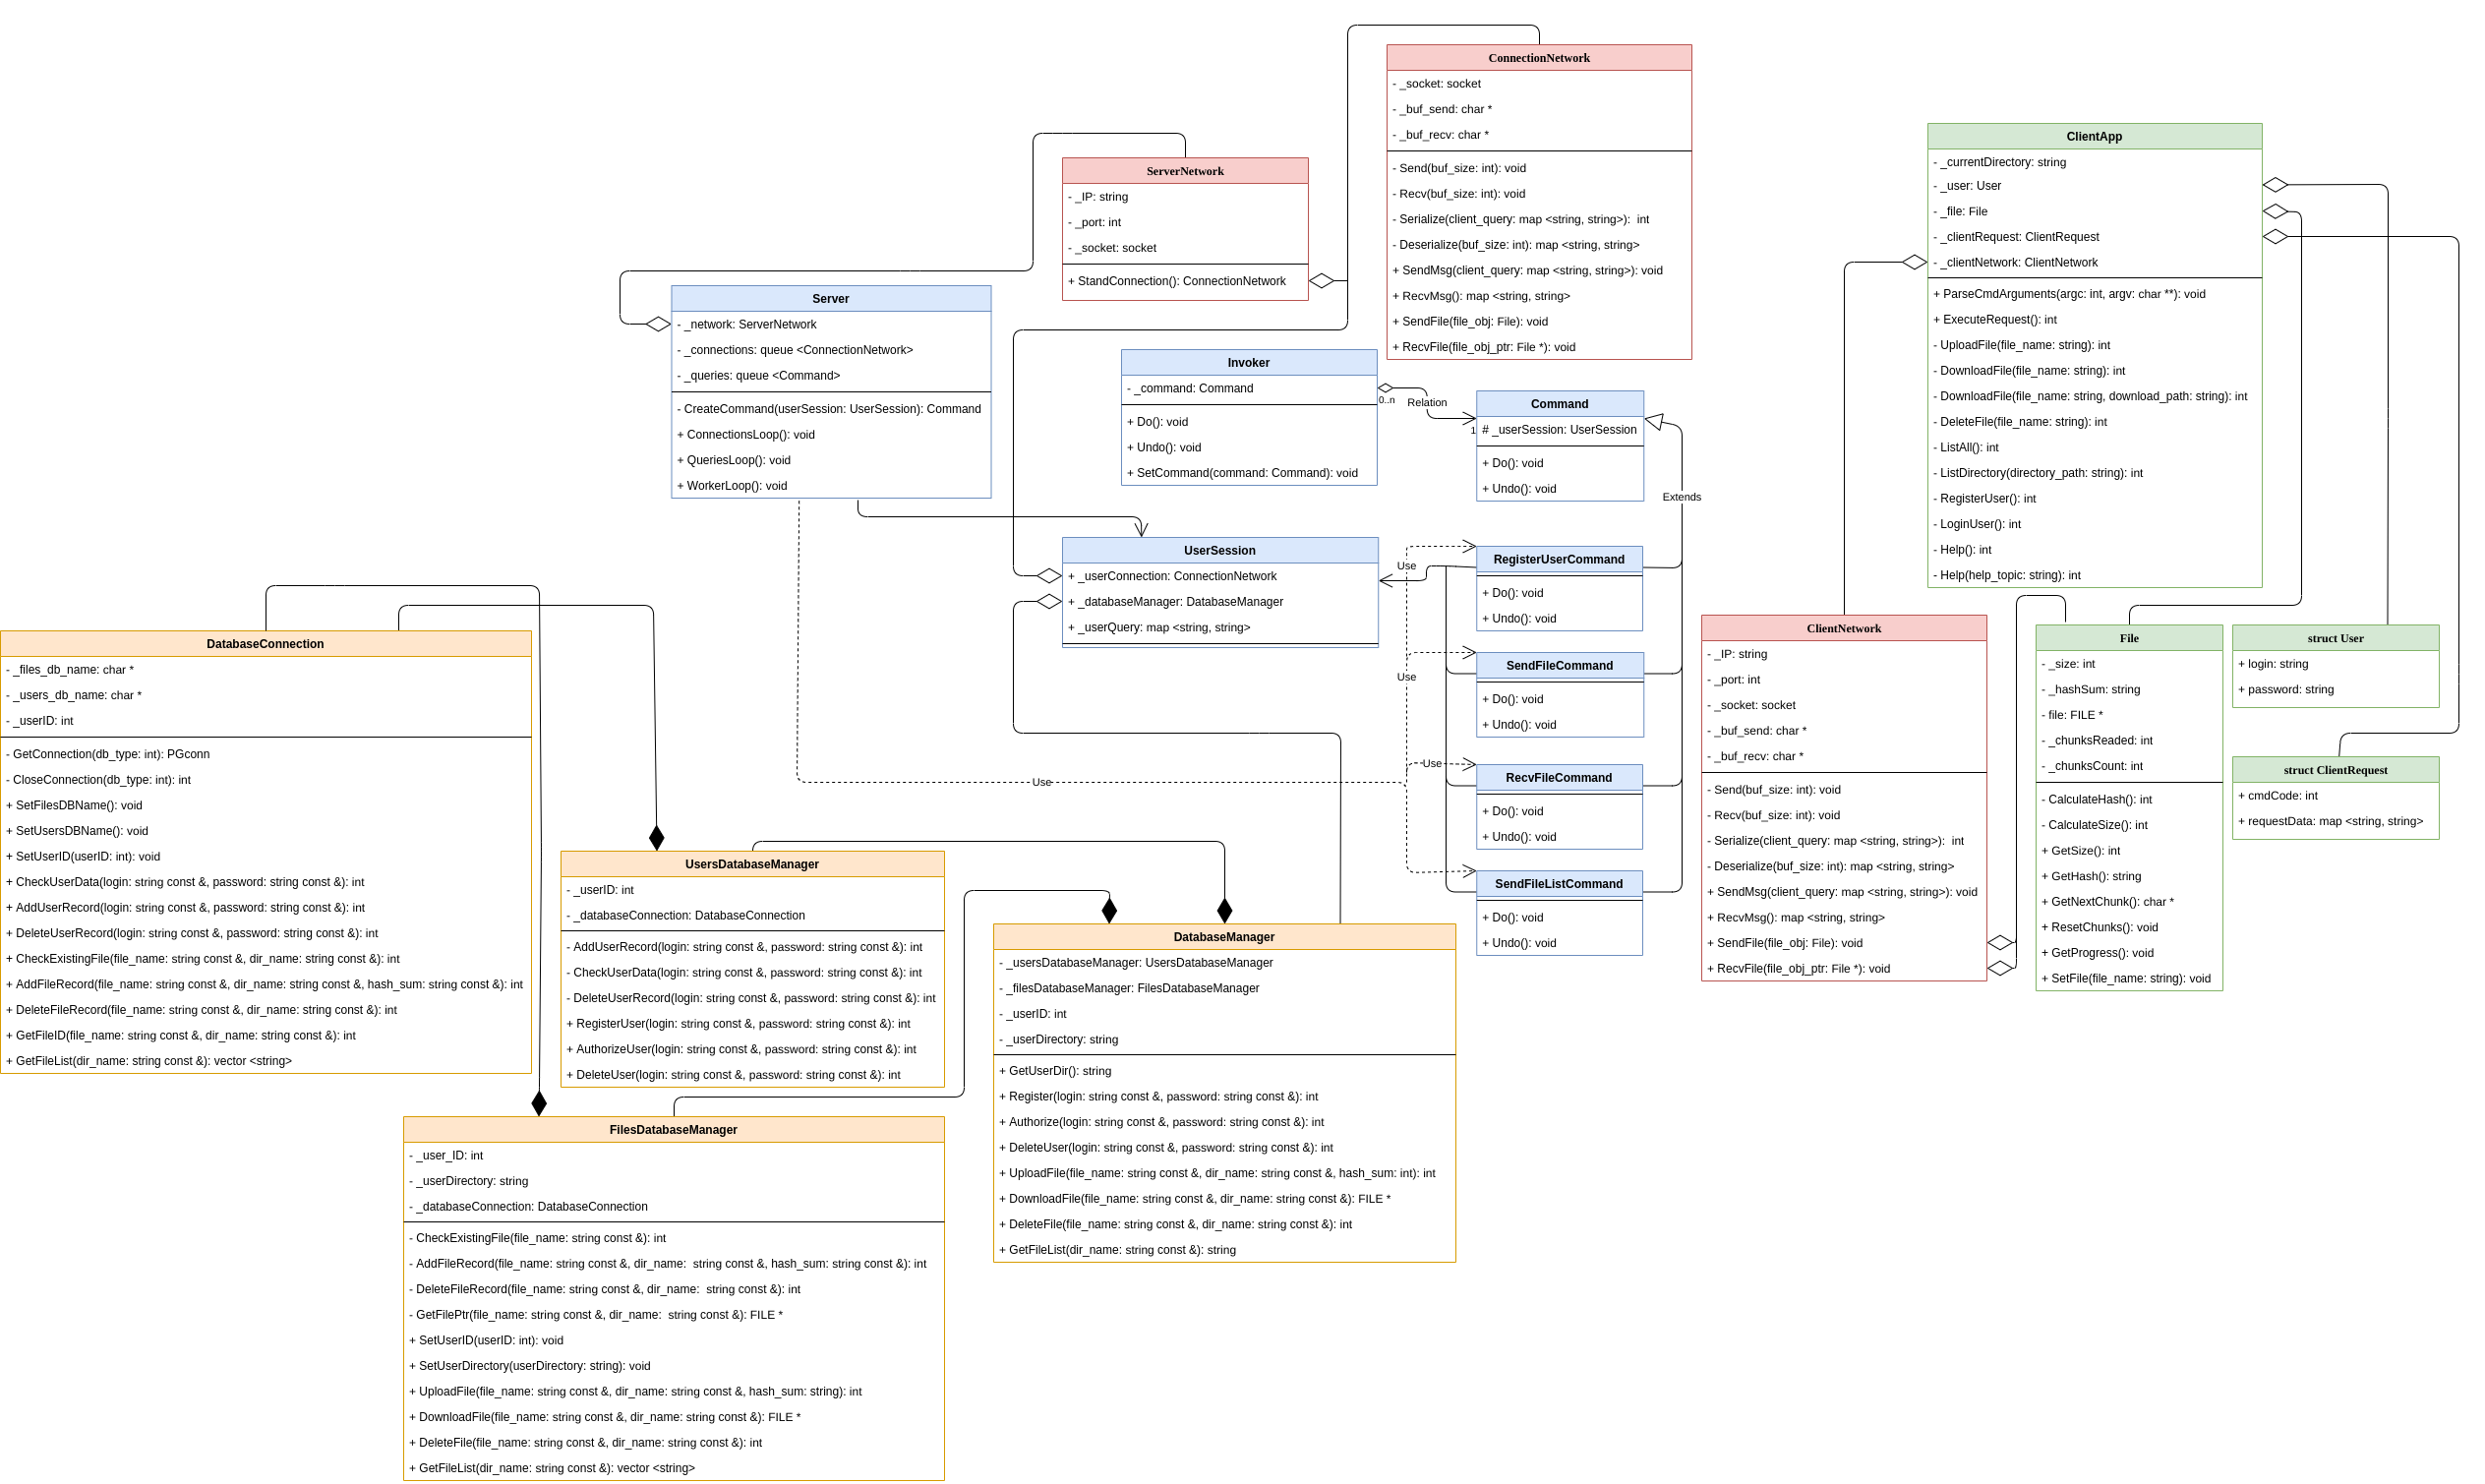 ConnectionNetwork
- _socket: socket
- _buf_send: char *
- _buf_recv: char *
- Send(buf_size: int): void
- Recv(buf_size: int): void
- Serialize(client_query: map <string, string>):  int
- Deserialize(buf_size: int): map <string, string>
+ SendMsg(client_query: map <string, string>): void
+ RecvMsg(): map <string, string>
+ SendFile(file_obj: File): void
+ RecvFile(file_obj_ptr: File *): void
ServerNetwork
- _IP: string
- _port: int
- _socket: socket
+ StandConnection(): ConnectionNetwork
ClientApp
- _currentDirectory: string
- _user: User
- _file: File
- _clientRequest: ClientRequest
- _clientNetwork: ClientNetwork
+ ParseCmdArguments(argc: int, argv: char **): void
+ ExecuteRequest(): int
- UploadFile(file_name: string): int
- DownloadFile(file_name: string): int
- DownloadFile(file_name: string, download_path: string): int
- DeleteFile(file_name: string): int
- ListAll(): int
- ListDirectory(directory_path: string): int
- RegisterUser(): int
- LoginUser(): int
- Help(): int
- Help(help_topic: string): int
Server
- _network: ServerNetwork
- _connections: queue <ConnectionNetwork>
- _queries: queue <Command>
- CreateCommand(userSession: UserSession): Command
+ ConnectionsLoop(): void
+ QueriesLoop(): void
+ WorkerLoop(): void
Invoker
- _command: Command
+ Do(): void
+ Undo(): void
+ SetCommand(command: Command): void
0..n
Relation
1
Command
# _userSession: UserSession
+ Do(): void
+ Undo(): void
Extends
UserSession
+ _userConnection: ConnectionNetwork
+ _databaseManager: DatabaseManager
+ _userQuery: map <string, string>
Use
RegisterUserCommand
+ Do(): void
+ Undo(): void
Use
SendFileCommand
+ Do(): void
+ Undo(): void
Use
RecvFileCommand
+ Do(): void
+ Undo(): void
Use
SendFileListCommand
+ Do(): void
+ Undo(): void
ClientNetwork
- _IP: string
- _port: int
- _socket: socket
- _buf_send: char *
- _buf_recv: char *
- Send(buf_size: int): void
- Recv(buf_size: int): void
- Serialize(client_query: map <string, string>):  int
- Deserialize(buf_size: int): map <string, string>
+ SendMsg(client_query: map <string, string>): void
+ RecvMsg(): map <string, string>
+ SendFile(file_obj: File): void
+ RecvFile(file_obj_ptr: File *): void
File
- _size: int
- _hashSum: string
- file: FILE *
- _chunksReaded: int
- _chunksCount: int
- CalculateHash(): int
- CalculateSize(): int
+ GetSize(): int
+ GetHash(): string
+ GetNextChunk(): char *
+ ResetChunks(): void
+ GetProgress(): void
+ SetFile(file_name: string): void
struct User
+ login: string
+ password: string
struct ClientRequest
+ cmdCode: int
+ requestData: map <string, string>
DatabaseConnection
- _files_db_name: char *
- _users_db_name: char *
- _userID: int
- GetConnection(db_type: int): PGconn
- CloseConnection(db_type: int): int
+ SetFilesDBName(): void
+ SetUsersDBName(): void
+ SetUserID(userID: int): void
+ CheckUserData(login: string const &, password: string const &): int
+ AddUserRecord(login: string const &, password: string const &): int
+ DeleteUserRecord(login: string const &, password: string const &): int
+ CheckExistingFile(file_name: string const &, dir_name: string const &): int
+ AddFileRecord(file_name: string const &, dir_name: string const &, hash_sum: string const &): int
+ DeleteFileRecord(file_name: string const &, dir_name: string const &): int
+ GetFileID(file_name: string const &, dir_name: string const &): int
+ GetFileList(dir_name: string const &): vector <string>
UsersDatabaseManager
- _userID: int
- _databaseConnection: DatabaseConnection
- AddUserRecord(login: string const &, password: string const &): int
- CheckUserData(login: string const &, password: string const &): int
- DeleteUserRecord(login: string const &, password: string const &): int
+ RegisterUser(login: string const &, password: string const &): int
+ AuthorizeUser(login: string const &, password: string const &): int
+ DeleteUser(login: string const &, password: string const &): int
DatabaseManager
- _usersDatabaseManager: UsersDatabaseManager
- _filesDatabaseManager: FilesDatabaseManager
- _userID: int
- _userDirectory: string
+ GetUserDir(): string
+ Register(login: string const &, password: string const &): int
+ Authorize(login: string const &, password: string const &): int
+ DeleteUser(login: string const &, password: string const &): int
+ UploadFile(file_name: string const &, dir_name: string const &, hash_sum: int): int
+ DownloadFile(file_name: string const &, dir_name: string const &): FILE *
+ DeleteFile(file_name: string const &, dir_name: string const &): int
+ GetFileList(dir_name: string const &): string
FilesDatabaseManager
- _user_ID: int
- _userDirectory: string
- _databaseConnection: DatabaseConnection
- CheckExistingFile(file_name: string const &): int
- AddFileRecord(file_name: string const &, dir_name:  string const &, hash_sum: string const &): int
- DeleteFileRecord(file_name: string const &, dir_name:  string const &): int
- GetFilePtr(file_name: string const &, dir_name:  string const &): FILE *
+ SetUserID(userID: int): void
+ SetUserDirectory(userDirectory: string): void
+ UploadFile(file_name: string const &, dir_name: string const &, hash_sum: string): int
+ DownloadFile(file_name: string const &, dir_name: string const &): FILE *
+ DeleteFile(file_name: string const &, dir_name: string const &): int
+ GetFileList(dir_name: string const &): vector <string>